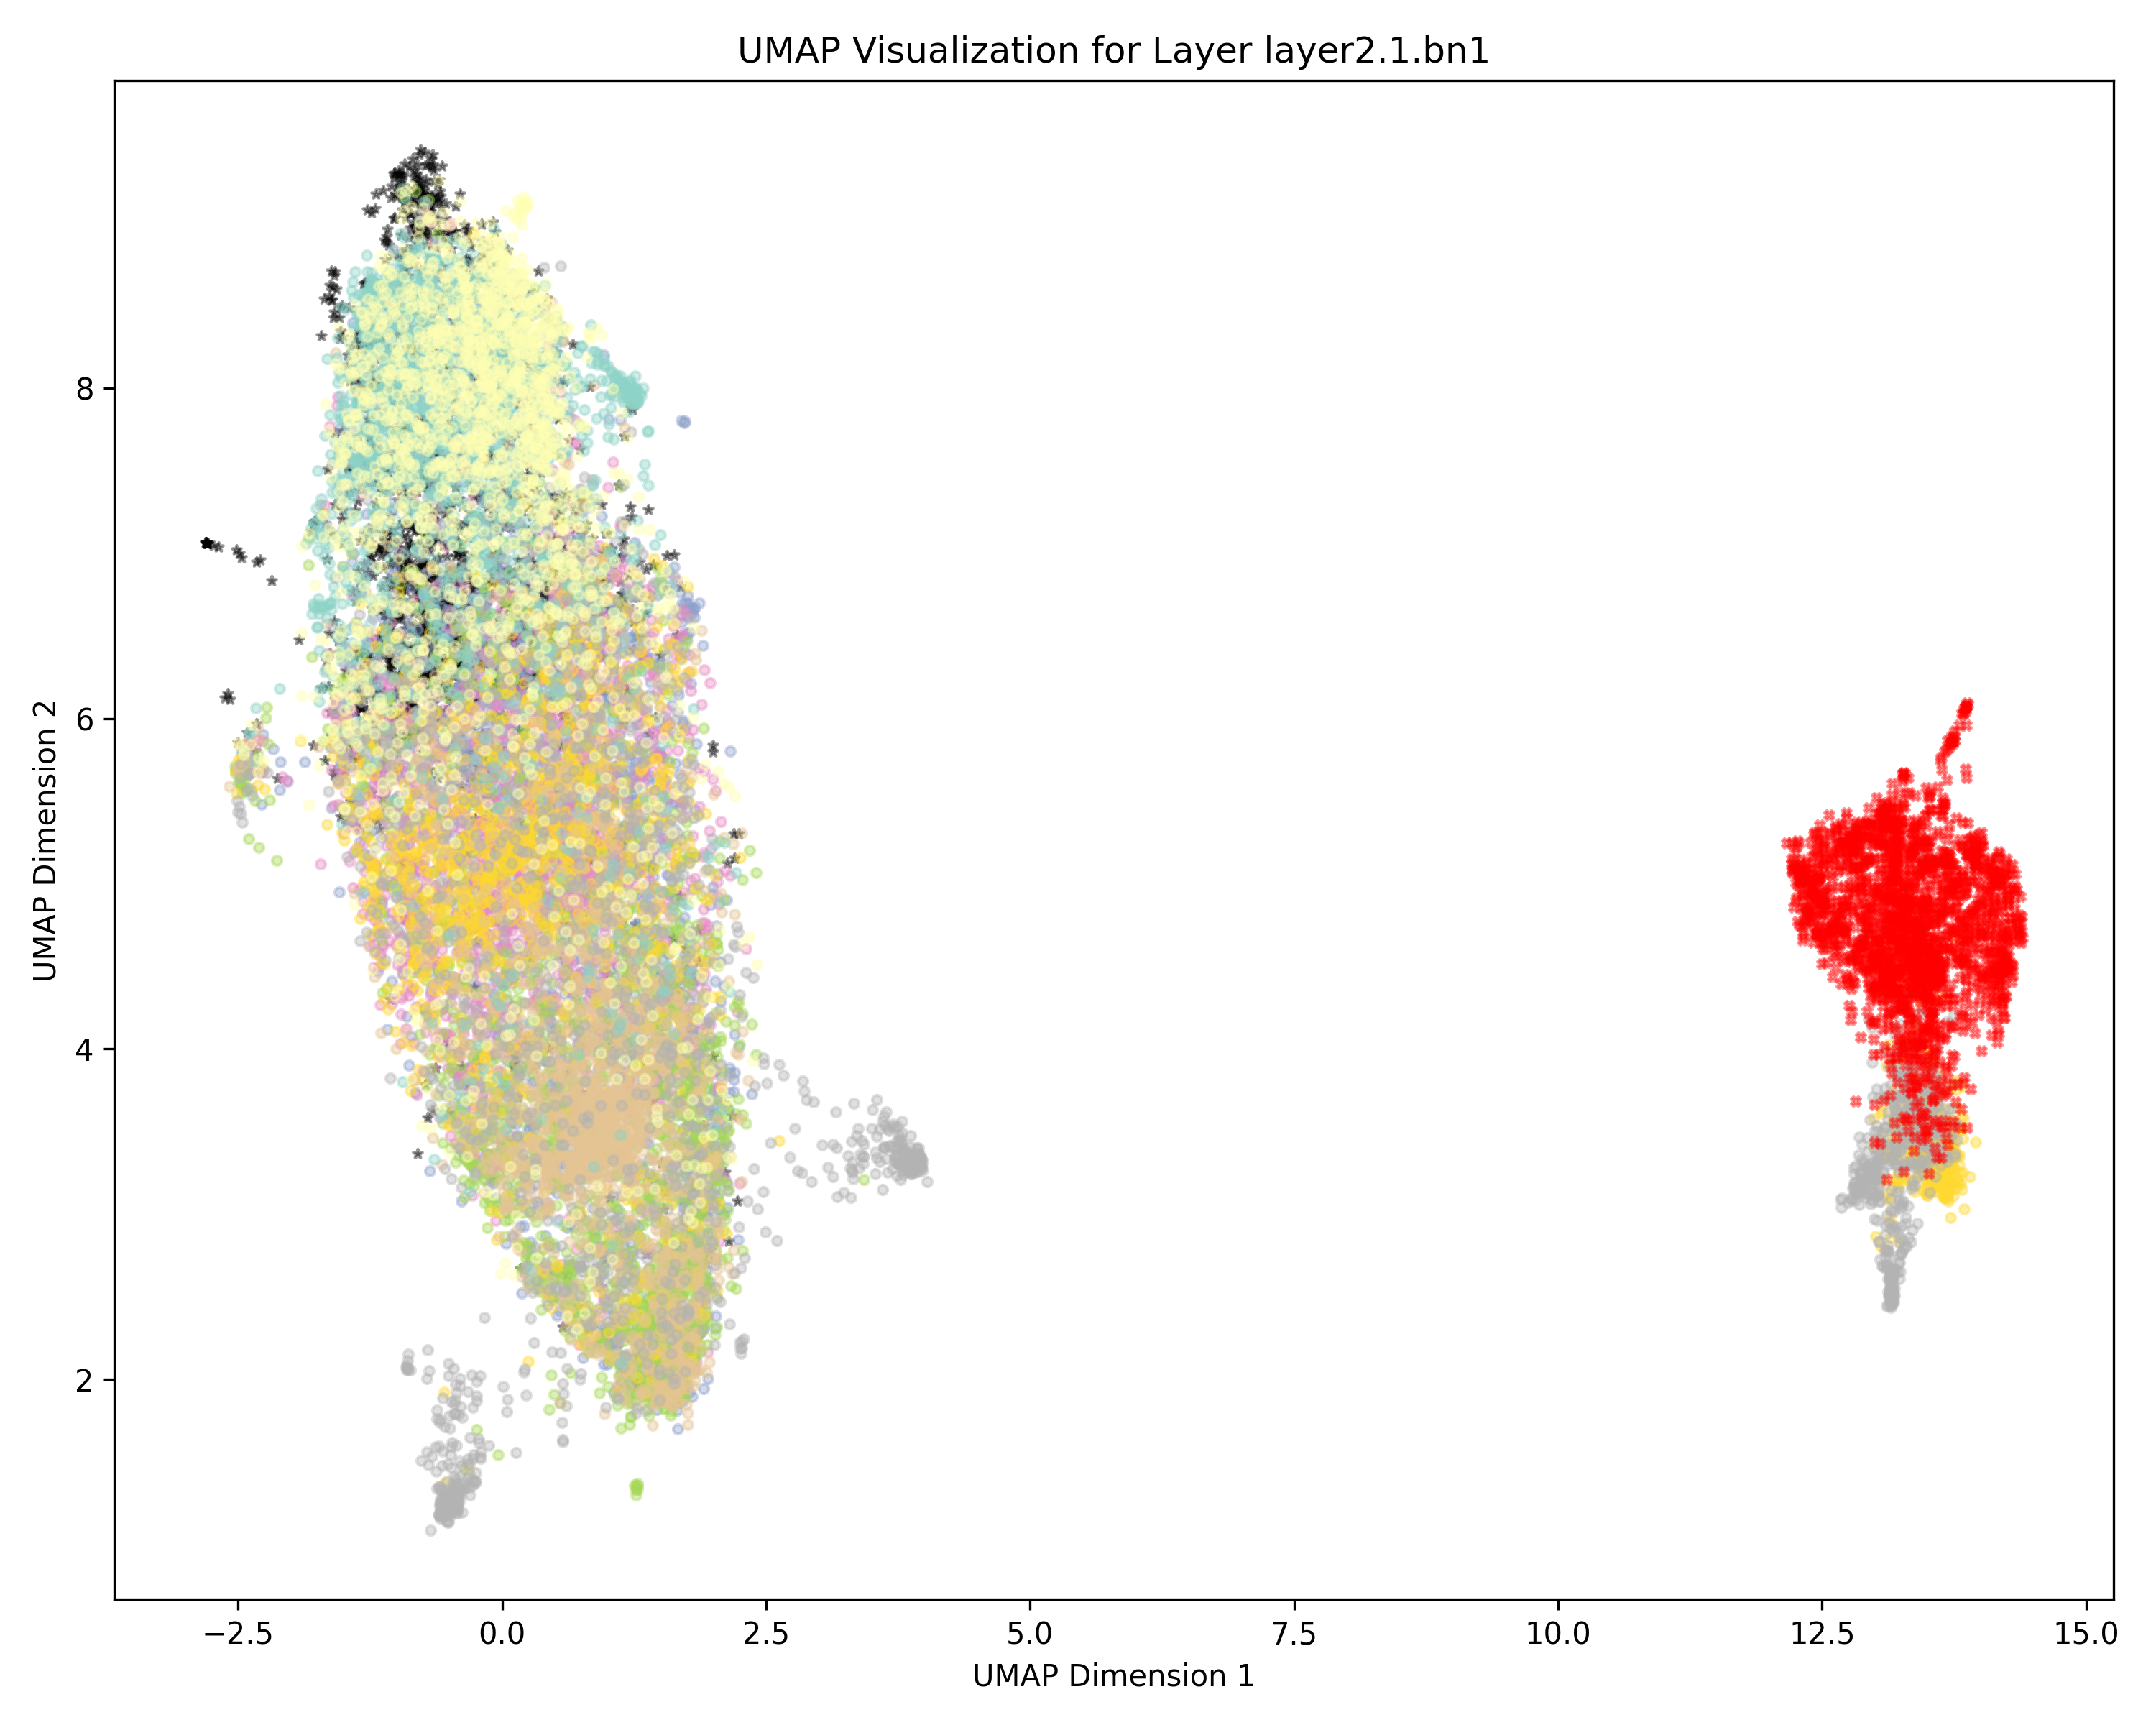 UMAP Visualization for Layer layer2.1.bn1
UMAP Dimension 2
8
6
4
2
−2.5 0.0 2.5 5.0 7.5 10.0 12.5 15.0
UMAP Dimension 1